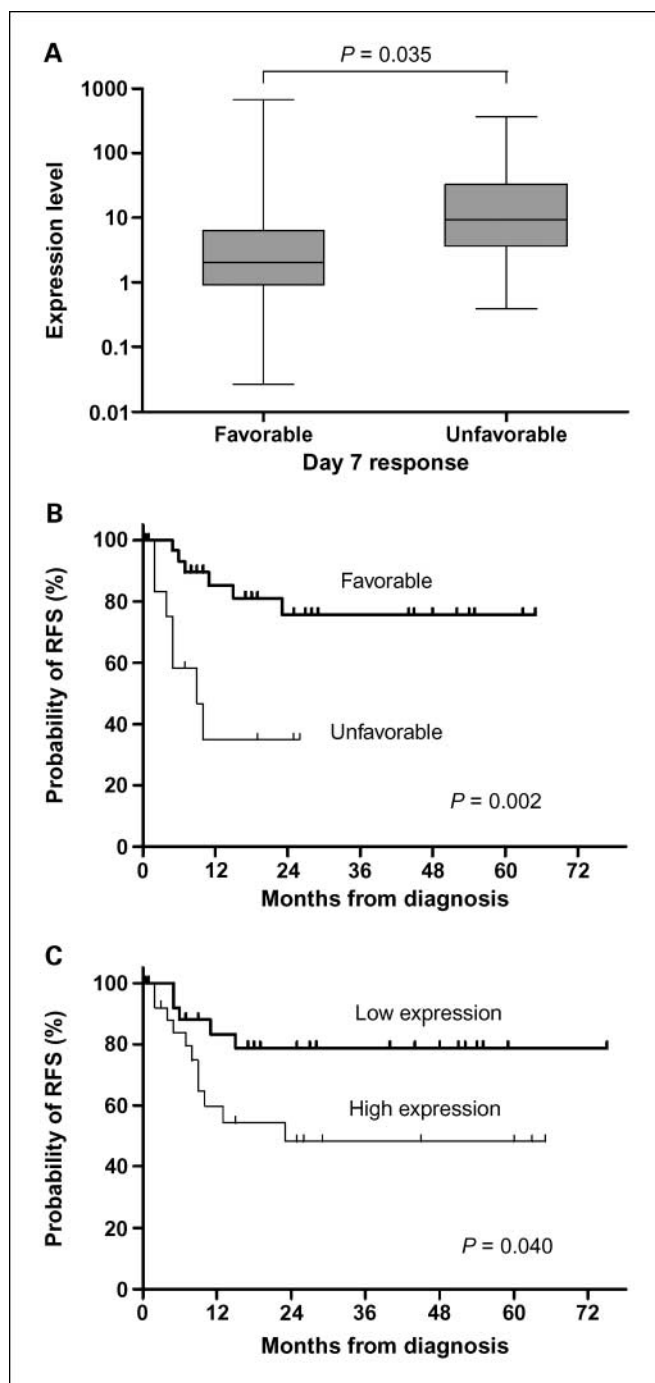 A
P = 0.035
1000
100
10
1
0.1
0.01
Expression level
Favorable Unfavorable
Day 7 response
B
100
80
60
40
20
0
Probability of RFS (%)
Favorable
Unfavorable
P = 0.002
0 12 24 36 48 60 72
Months from diagnosis
C
100
80
60
40
20
0
Probability of RFS (%)
Low expression
High expression
P = 0.040
0 12 24 36 48 60 72
Months from diagnosis